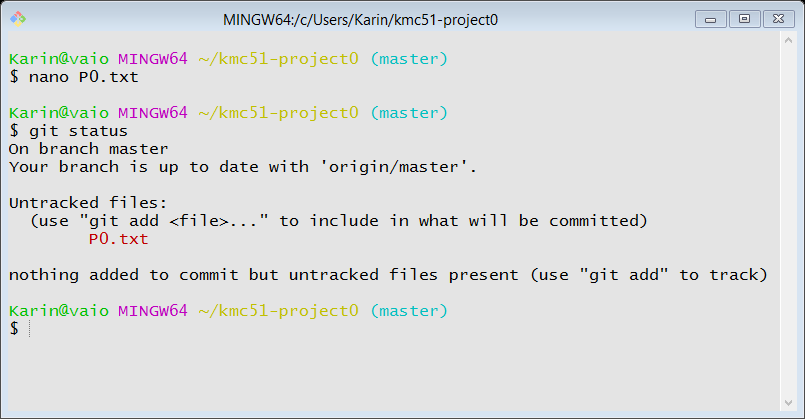 MINGW64:/c/Users/Karin/kmc51-project0
Karin@vaio MINGW64 ~/kmc51-project0 (master)
$ nano P0.txt
Karin@vaio MINGW64 ~/kmc51-project0 (master)
$ git status
On branch master
Your branch is up to date with 'origin/master'.
Untracked files:
  (use "git add <file>..." to include in what will be committed)
        P0.txt
nothing added to commit but untracked files present (use "git add" to track)
Karin@vaio MINGW64 ~/kmc51-project0 (master)
$